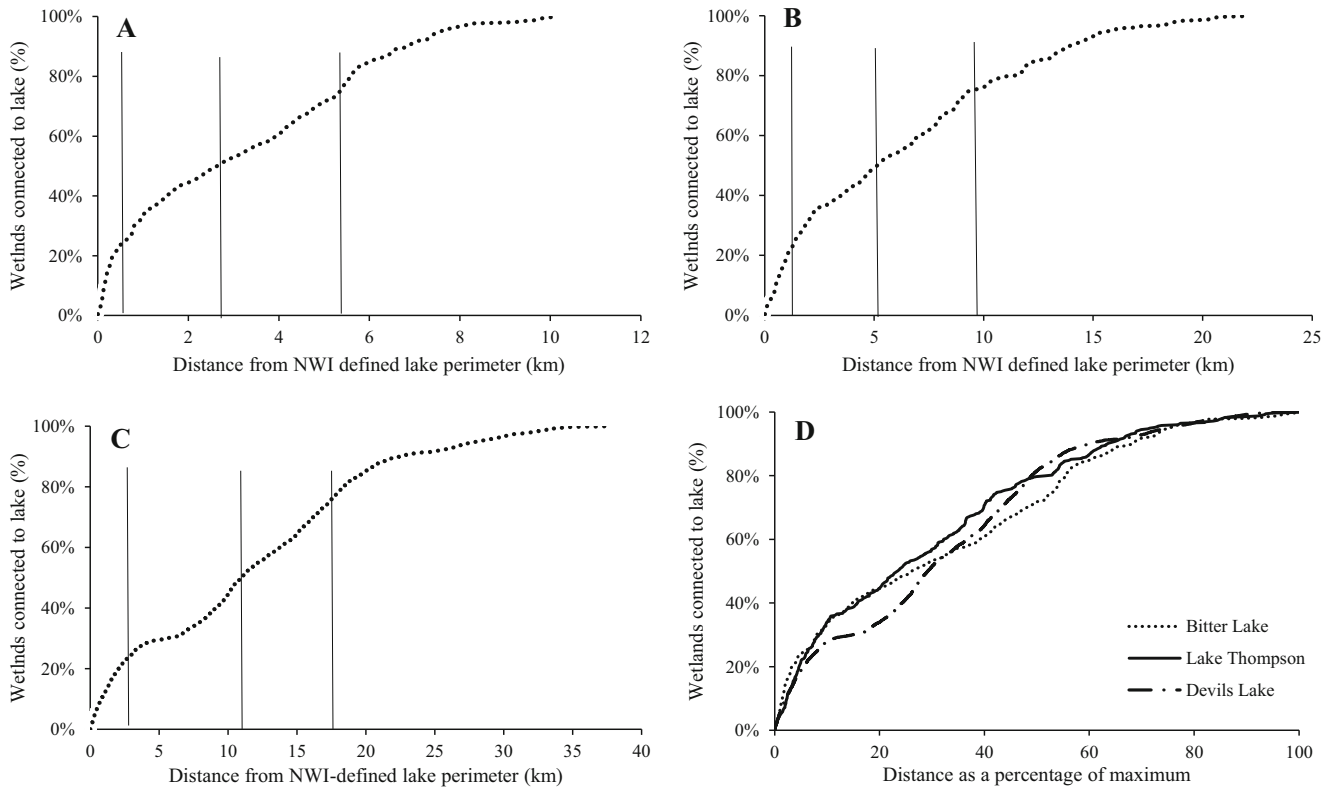 A
Wetlnds connected to lake (%)
100%
80%
60%
40%
20%
0%
0 2 4 6 8 10 12
Distance from NWI defined lake perimeter (km)
B
Wetlnds connected to lake (%)
100%
80%
60%
40%
20%
0%
0 5 10 15 20 25
Distance from NWI defined lake perimeter (km)
C
Wetlnds connected to lake (%)
100%
80%
60%
40%
20%
0%
0 5 10 15 20 25 30 35 40
Distance from NWI-defined lake perimeter (km)
D
Wetlands connected to lake (%)
100%
80%
60%
40%
20%
0%
Bitter Lake
Lake Thompson
Devils Lake
0 20 40 60 80 100
Distance as a percentage of maximum